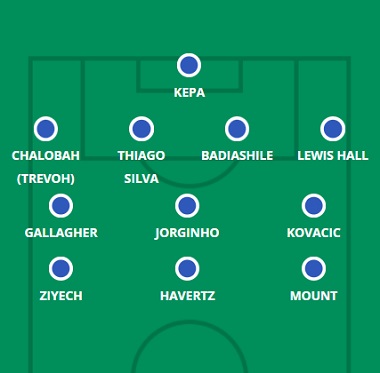 KEPA
CHALOBAH THIAGO BADIASHILE LEWIS HALL
(TREVOH) SILVA
GALLAGHER JORGINHO KOVACIC
ZIYECH HAVERTZ MOUNT